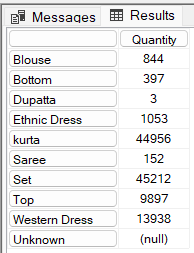 Messages Results
Quantity
Blouse 844
Bottom 397
Dupatta 3
Ethnic Dress 1053
kurta 44956
Saree 152
Set 45212
Top 9897
Western Dress 13938
Unknown (null)